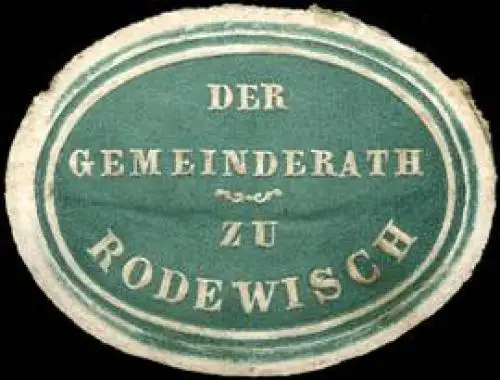 DER
GEMEINDERATH
ZU
RODEWISCH